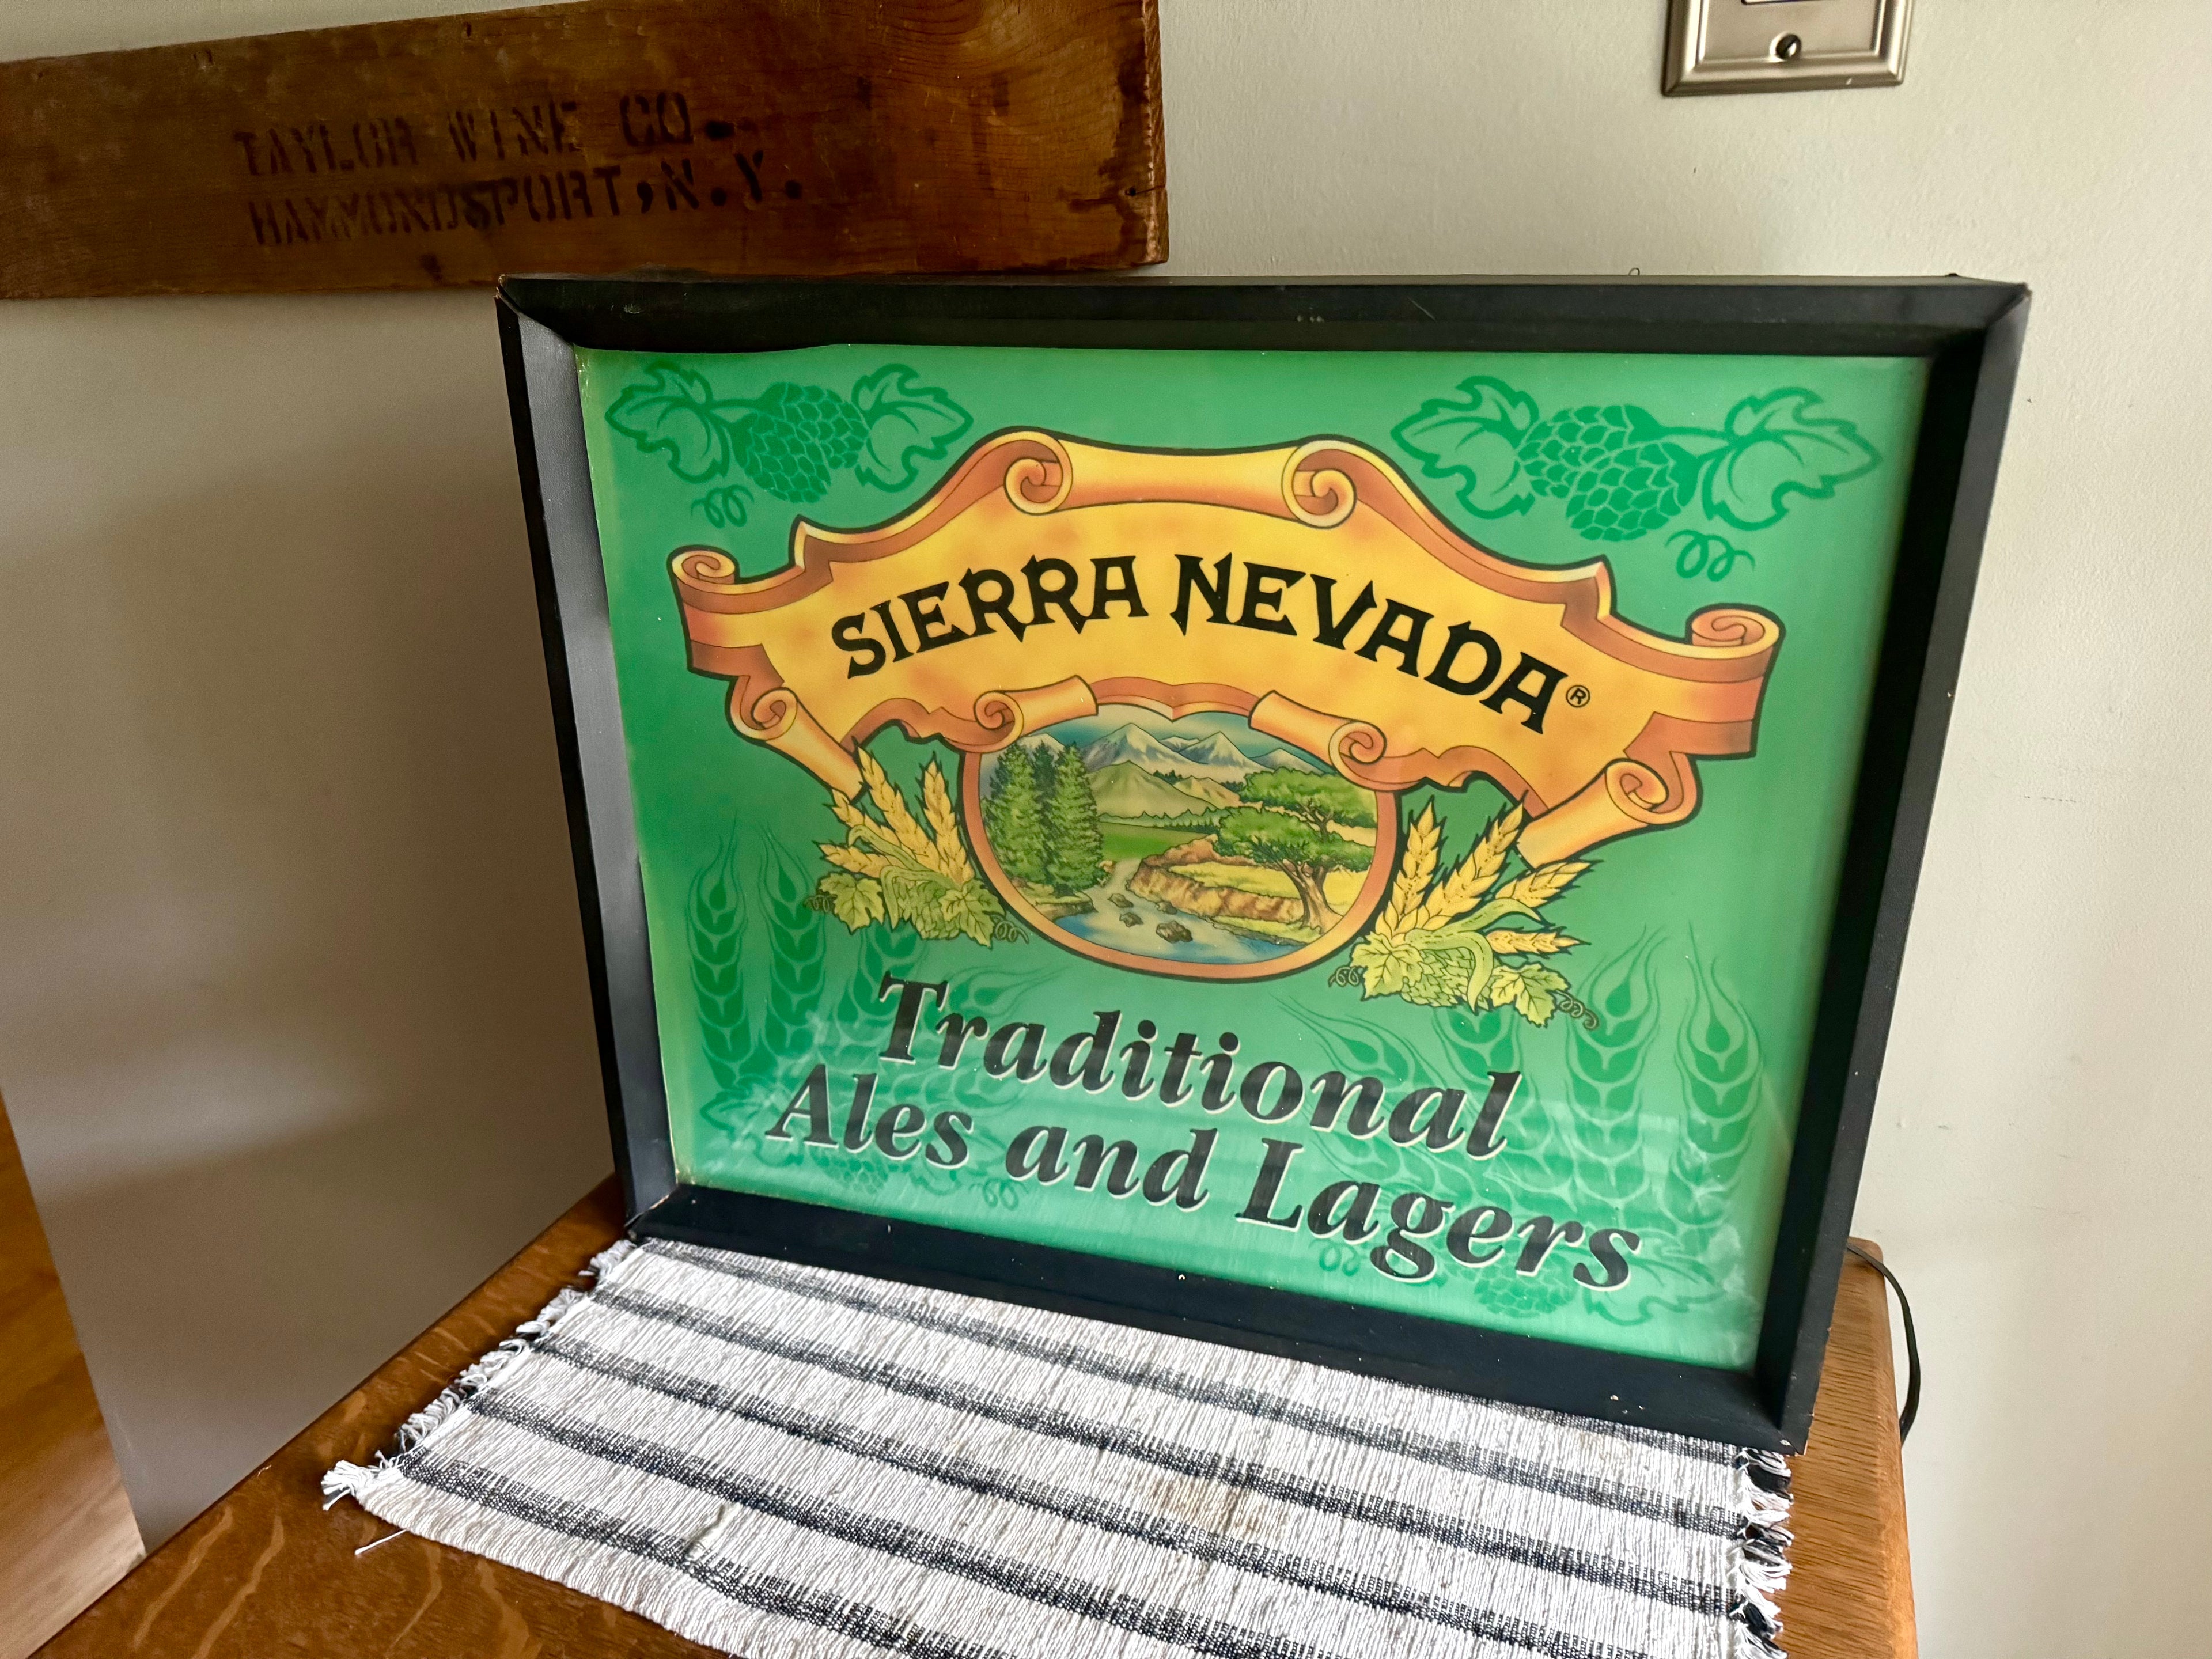 TAYLOR WINE CO.
HAMMONDSPORT, N.Y.
SIERRA NEVADA®
Traditional
Ales and Lagers